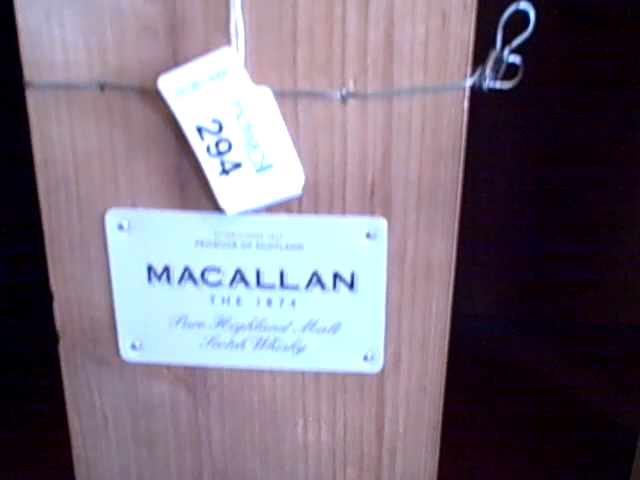 294
PRODUCE OF SCOTLAND
MACALLAN
THE 1874
Pure Highland Malt
Scotch Whisky